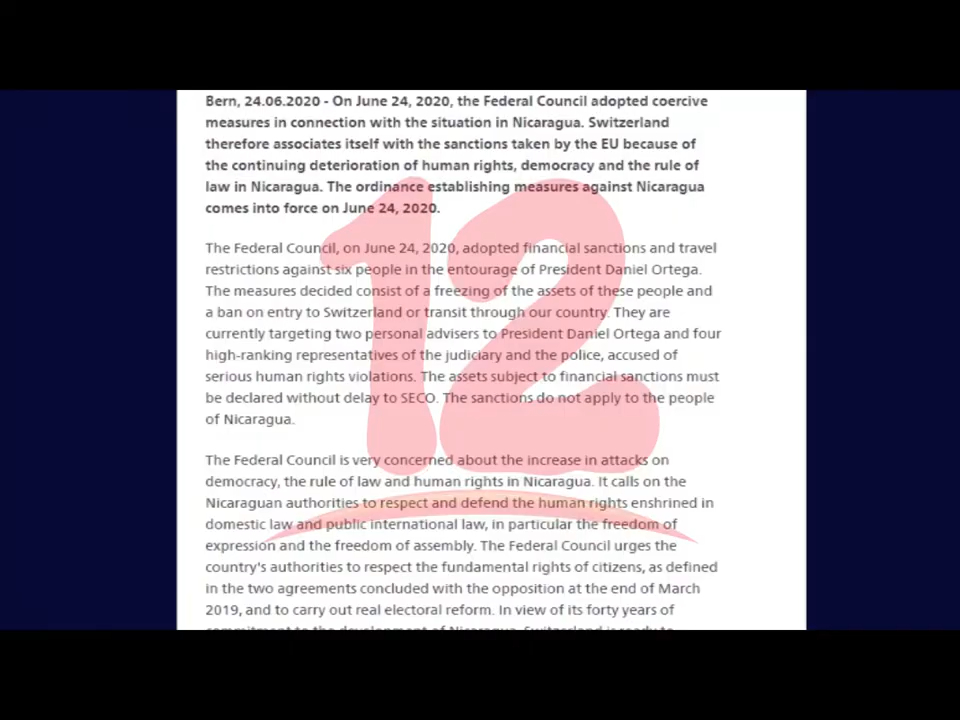 Bern, 24.06.2020 - On June 24, 2020, the Federal Council adopted coercive
measures in connection with the situation in Nicaragua. Switzerland
therefore associates itself with the sanctions taken by the EU because of
the continuing deterioration of human rights, democracy and the rule of
law in Nicaragua. The ordinance establishing measures against Nicaragua
comes into force on June 24, 2020.
The Federal Council, on June 24, 2020, adopted financial sanctions and travel
restrictions against six people in the entourage of President Daniel Ortega.
The measures decided consist of a freezing of the assets of these people and
a ban on entry to Switzerland or transit through our country. They are
currently targeting two personal advisers to President Daniel Ortega and four
high-ranking representatives of the judiciary and the police, accused of
serious human rights violations. The assets subject to financial sanctions must
be declared without delay to SECO. The sanctions do not apply to the people
of Nicaragua.
The Federal Council is very concerned about the increase in attacks on
democracy, the rule of law and human rights in Nicaragua. It calls on the
Nicaraguan authorities to respect and defend the human rights enshrined in
domestic law and public international law, in particular the freedom of
expression and the freedom of assembly. The Federal Council urges the
country's authorities to respect the fundamental rights of citizens, as defined
in the two agreements concluded with the opposition at the end of March
2019, and to carry out real electoral reform. In view of its forty years of
commitment to the development of Nicaragua, Switzerland is ready to
12